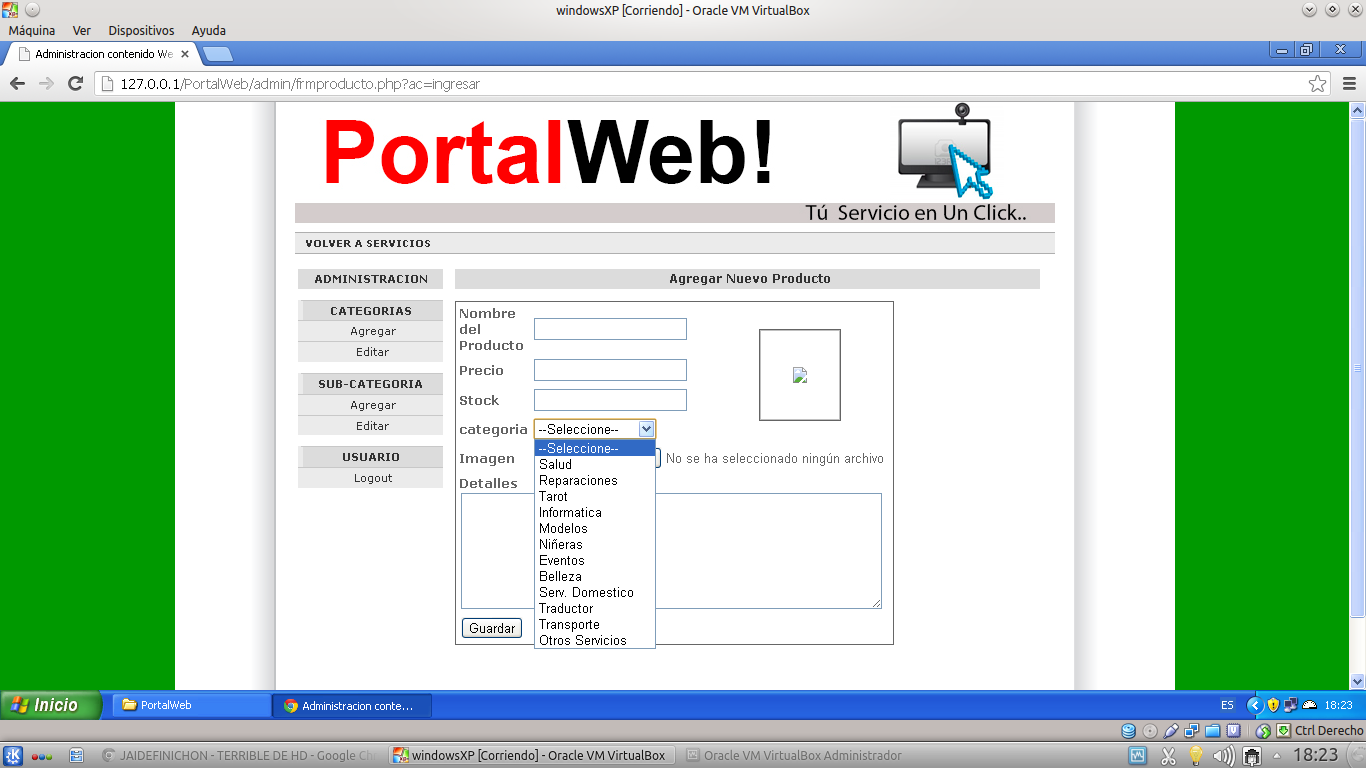 windowsXP [Corriendo] - Oracle VM VirtualBox
Máquina Ver Dispositivos Ayuda
Administracion contenido We
127.0.0.1/PortalWeb/admin/frmproducto.php?ac=ingresar
PortalWeb!
Tú Servicio en Un Click..
VOLVER A SERVICIOS
ADMINISTRACION
CATEGORIAS
Agregar
Editar
SUB-CATEGORIA
Agregar
Editar
USUARIO
Logout
Agregar Nuevo Producto
Nombre
del
Producto
Precio
Stock
categoria --Seleccione--
--Seleccione--
Salud
Reparaciones
Tarot
Informatica
Modelos
Niñeras
Eventos
Belleza
Serv. Domestico
Traductor
Transporte
Otros Servicios
Imagen No se ha seleccionado ningún archivo
Detalles
Guardar
Inicio PortalWeb Administracion conte... ES 18:23
Ctrl Derecho
JAIDEFINICHON - TERRIBLE DE HD - Google Ch windowsXP [Corriendo] - Oracle VM VirtualBox Oracle VM VirtualBox Administrador 18:23